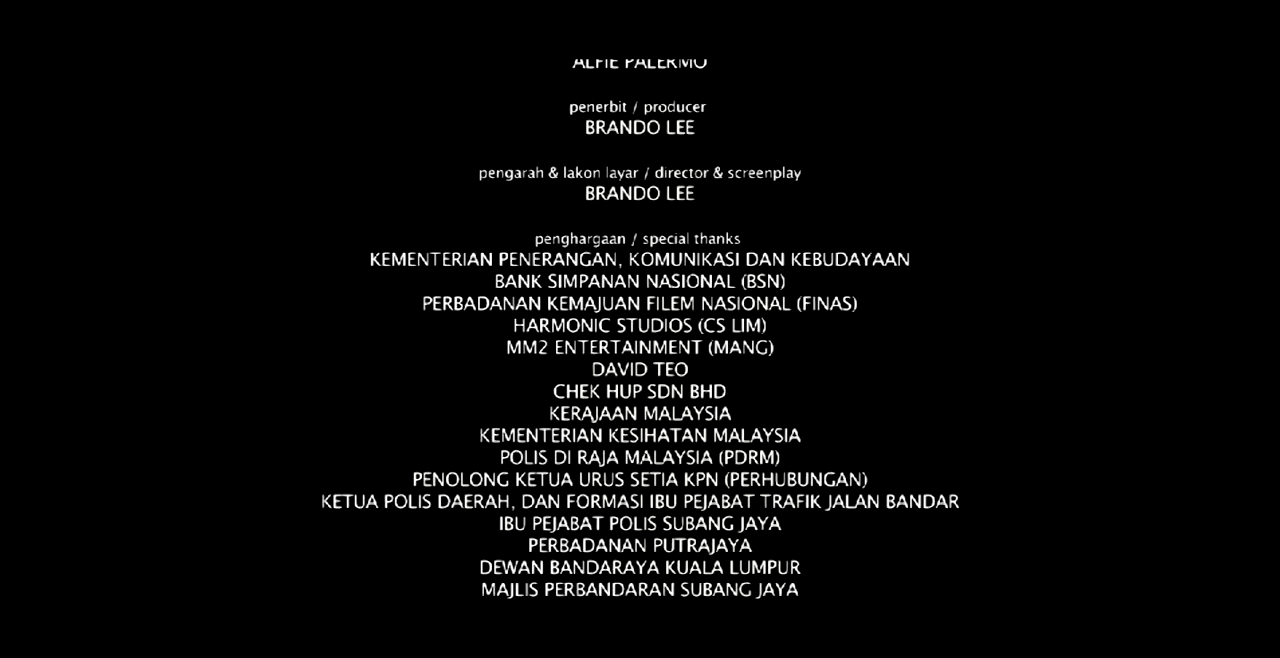 ALFIE PALERMO
penerbit / producer
BRANDO LEE
pengarah & lakon layar / director & screenplay
BRANDO LEE
penghargaan / special thanks
KEMENTERIAN PENERANGAN, KOMUNIKASI DAN KEBUDAYAAN
BANK SIMPANAN NASIONAL (BSN)
PERBADANAN KEMAJUAN FILEM NASIONAL (FINAS)
HARMONIC STUDIOS (CS LIM)
MM2 ENTERTAINMENT (MANG)
DAVID TEO
CHEK HUP SDN BHD
KERAJAAN MALAYSIA
KEMENTERIAN KESIHATAN MALAYSIA
POLIS DI RAJA MALAYSIA (PDRM)
PENOLONG KETUA URUS SETIA KPN (PERHUBUNGAN)
KETUA POLIS DAERAH, DAN FORMASI IBU PEJABAT TRAFIK JALAN BANDAR
IBU PEJABAT POLIS SUBANG JAYA
PERBADANAN PUTRAJAYA
DEWAN BANDARAYA KUALA LUMPUR
MAJLIS PERBANDARAN SUBANG JAYA